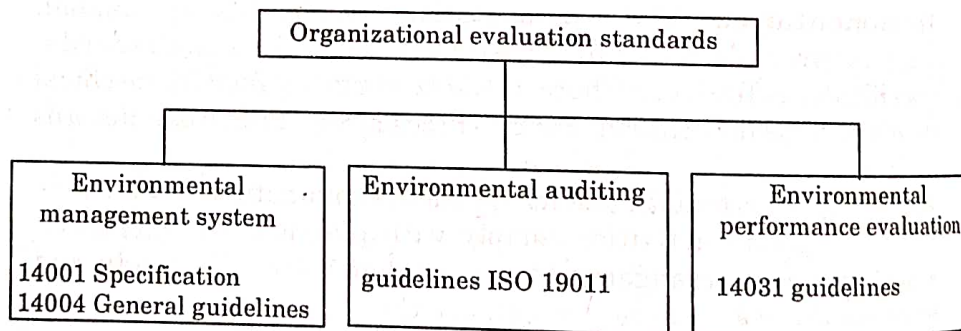 Organizational evaluation standards
Environmental
management system
14001 Specification
14004 General guidelines
Environmental auditing
guidelines ISO 19011
Environmental
performance evaluation
14031 guidelines